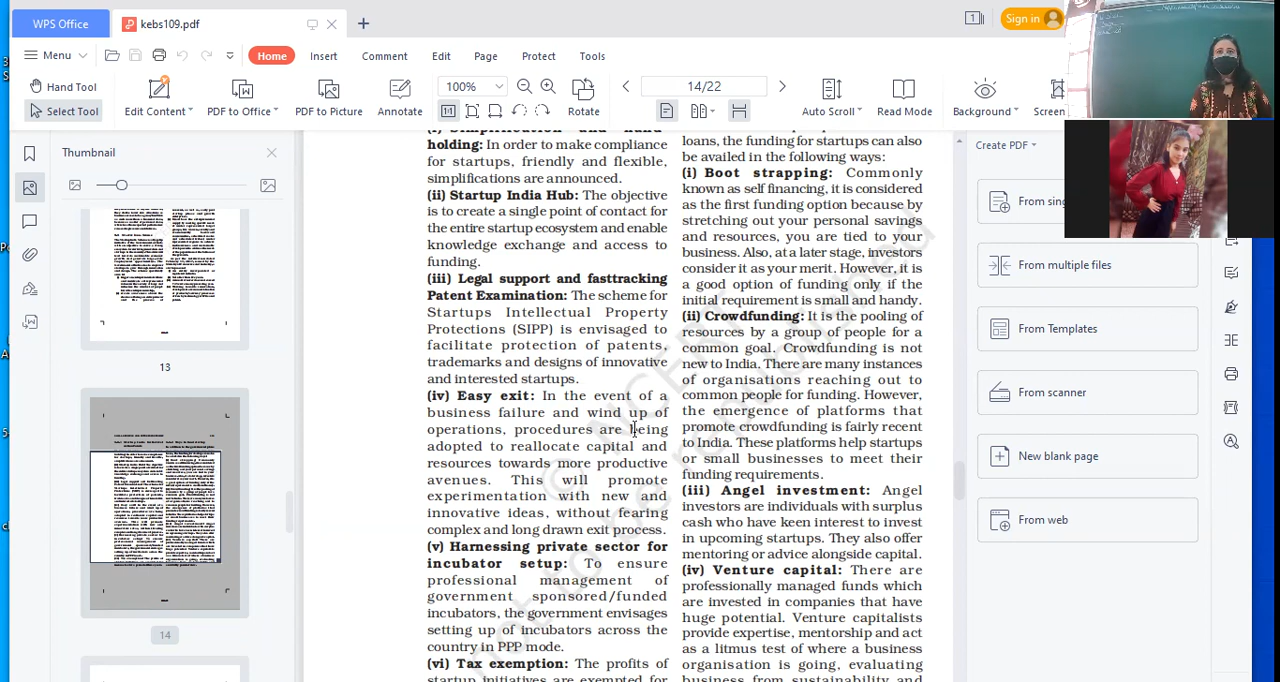 WPS Office
kebs109.pdf
1
Sign in
Menu
Home
Insert
Comment
Edit
Page
Protect
Tools
Hand Tool
Select Tool
Edit Content
PDF to Office
PDF to Picture
Annotate
100%
Rotate
14/22
Auto Scroll
Read Mode
Background
Screen
Thumbnail
13
14
holding: In order to make compliance
for startups, friendly and flexible,
simplifications are announced.
(ii) Startup India Hub: The objective
is to create a single point of contact for
the entire startup ecosystem and enable
knowledge exchange and access to
funding.
(iii) Legal support and fasttracking
Patent Examination: The scheme for
Startups Intellectual Property
Protections (SIPP) is envisaged to
facilitate protection of patents,
trademarks and designs of innovative
and interested startups.
(iv) Easy exit: In the event of a
business failure and wind up of
operations, procedures are being
adopted to reallocate capital and
resources towards more productive
avenues. This will promote
experimentation with new and
innovative ideas, without fearing
complex and long drawn exit process.
(v) Harnessing private sector for
incubator setup: To ensure
professional management of
government sponsored/funded
incubators, the government envisages
setting up of incubators across the
country in PPP mode.
(vi) Tax exemption: The profits of
startup initiatives are exempted for
loans, the funding for startups can also
be availed in the following ways:
(i) Boot strapping: Commonly
known as self financing, it is considered
as the first funding option because by
stretching out your personal savings
and resources, you are tied to your
business. Also, at a later stage, investors
consider it as your merit. However, it is
a good option of funding only if the
initial requirement is small and handy.
(ii) Crowdfunding: It is the pooling of
resources by a group of people for a
common goal. Crowdfunding is not
new to India. There are many instances
of organisations reaching out to
common people for funding. However,
the emergence of platforms that
promote crowdfunding is fairly recent
to India. These platforms help startups
or small businesses to meet their
funding requirements.
(iii) Angel investment: Angel
investors are individuals with surplus
cash who have keen interest to invest
in upcoming startups. They also offer
mentoring or advice alongside capital.
(iv) Venture capital: There are
professionally managed funds which
are invested in companies that have
huge potential. Venture capitalists
provide expertise, mentorship and act
as a litmus test of where a business
organisation is going, evaluating
business from sustainability and
Create PDF
From sing
From multiple files
From Templates
From scanner
New blank page
From web